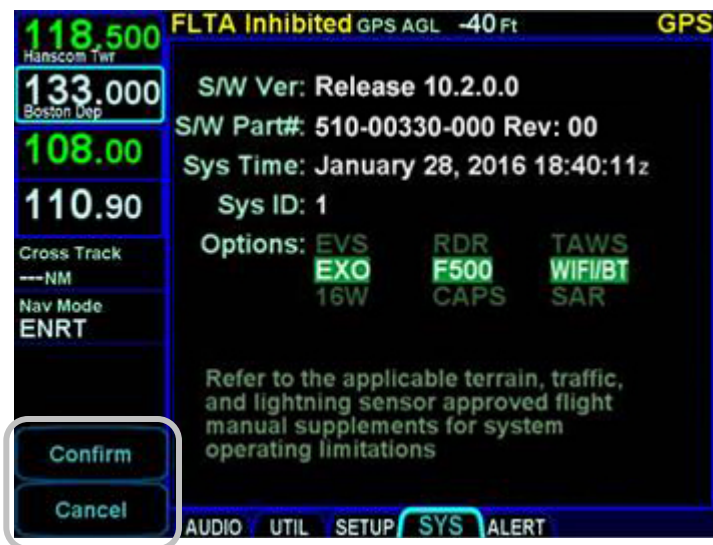 FLTA Inhibited GPS AGL -40 Ft GPS
118.500
Hanscom Twr
133.000
Boston Dep
108.00
110.90
Cross Track
---NM
Nav Mode
ENRT
Confirm
Cancel
S/W Ver: Release 10.2.0.0
S/W Part#: 510-00330-000 Rev: 00
Sys Time: January 28, 2016 18:40:11z
Sys ID: 1
Options: EVS RDR TAWS
EXO F500 WIFI/BT
16W CAPS SAR
Refer to the applicable terrain, traffic,
and lightning sensor approved flight
manual supplements for system
operating limitations
AUDIO UTIL SETUP SYS ALERT